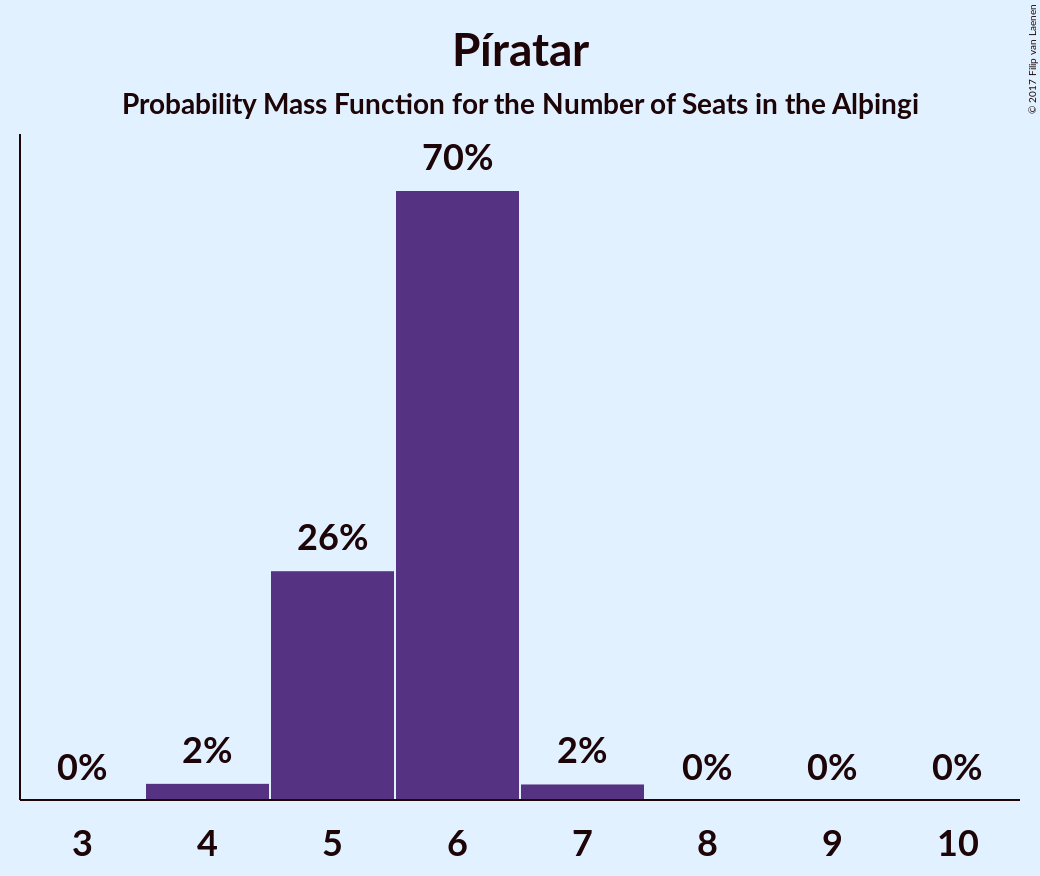 © 2017 Filip van Laenen
Píratar
Probability Mass Function for the Number of Seats in the Alþingi
70%
26%
2%
2%
0%
0%
0%
0%
3 4 5 6 7 8 9 10